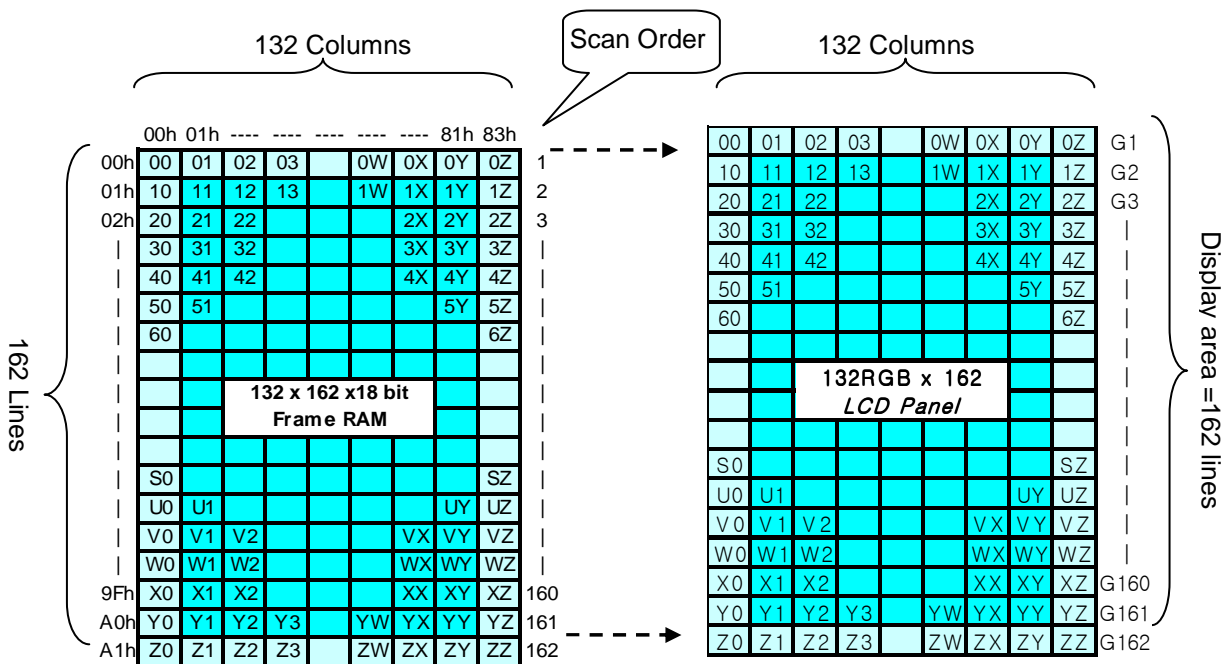 132 Columns
Scan Order
132 Columns
00h 01h ---- ---- ---- ---- ---- 81h 83h
00h 00 01 02 03 0W 0X 0Y 0Z 1
01h 10 11 12 13 1W 1X 1Y 1Z 2
02h 20 21 22 2X 2Y 2Z 3
30 31 32 3X 3Y 3Z
40 41 42 4X 4Y 4Z
50 51 5Y 5Z
60 6Z
132 x 162 x18 bit
Frame RAM
S0 SZ
U0 U1 UY UZ
V0 V1 V2 VX VY VZ
W0 W1 W2 WX WY WZ
9Fh X0 X1 X2 XX XY XZ 160
A0h Y0 Y1 Y2 Y3 YW YX YY YZ 161
A1h Z0 Z1 Z2 Z3 ZW ZX ZY ZZ 162
162 Lines
00 01 02 03 0W 0X 0Y 0Z G1
10 11 12 13 1W 1X 1Y 1Z G2
20 21 22 2X 2Y 2Z G3
30 31 32 3X 3Y 3Z
40 41 42 4X 4Y 4Z
50 51 5Y 5Z
60 6Z
132RGB x 162
LCD Panel
S0 SZ
U0 U1 UY UZ
V0 V1 V2 VX VY VZ
W0 W1 W2 WX WY WZ
X0 X1 X2 XX XY XZ G160
Y0 Y1 Y2 Y3 YW YX YY YZ G161
Z0 Z1 Z2 Z3 ZW ZX ZY ZZ G162
Display area =162 lines